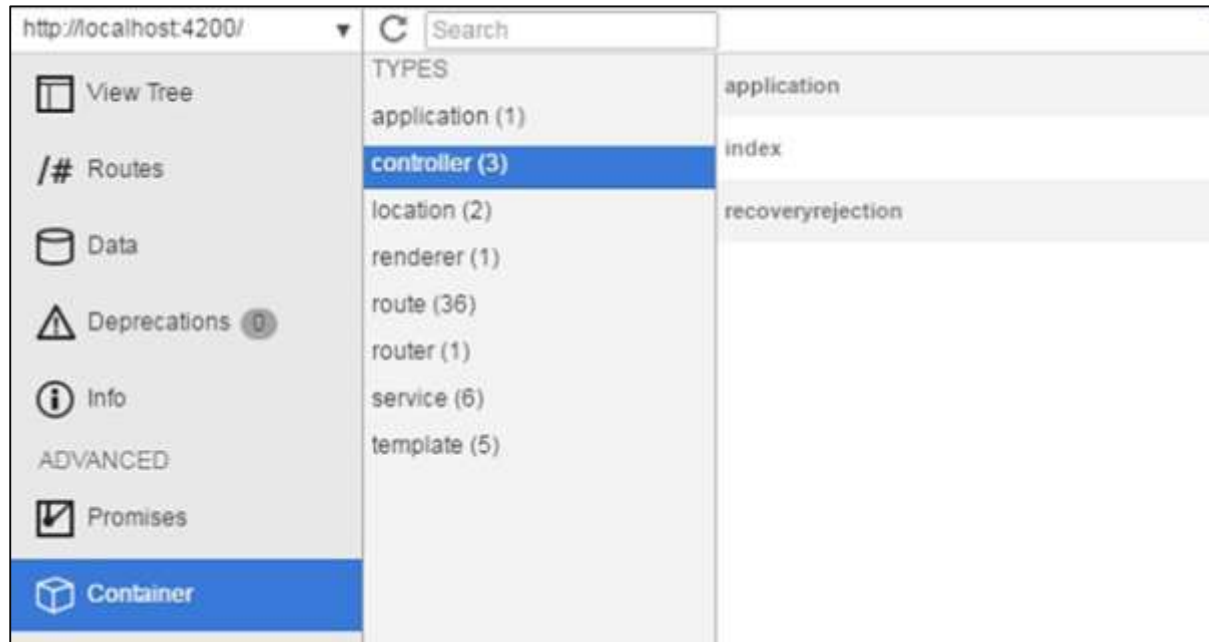 http://localhost:4200/
Search
View Tree
/# Routes
Data
Deprecations 0
Info
ADVANCED
Promises
Container
TYPES
application (1)
controller (3)
location (2)
renderer (1)
route (36)
router (1)
service (6)
template (5)
application
index
recoveryrejection